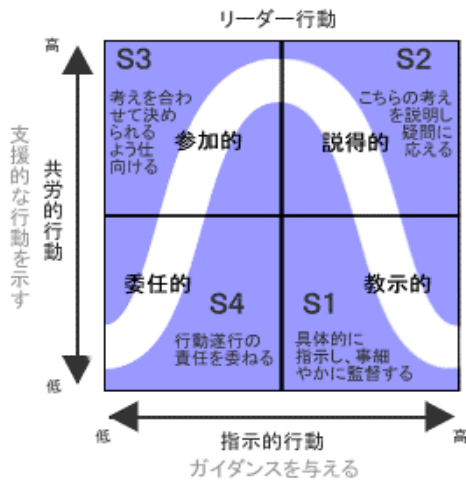 リーダー行動
高
S3
S2
考えを合わ
せて決め
られる
よう仕
向ける
こちらの考え
を説明し
疑問に
応える
参加的
説得的
支援的な行動を示す
共労的行動
委任的
教示的
S4
S1
行動遂行の
責任を委ねる
具体的に
指示し、事細
やかに監督する
低
低
高
指示的行動
ガイダンスを与える